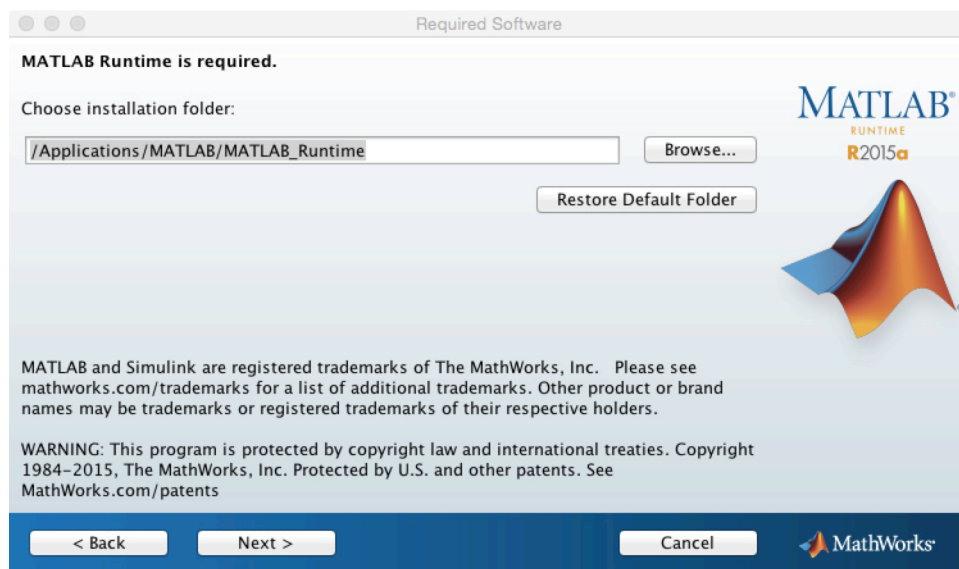 Required Software
MATLAB Runtime is required.
Choose installation folder:
/Applications/MATLAB/MATLAB_Runtime
Browse...
Restore Default Folder
MATLAB®
RUNTIME
R2015a
MATLAB and Simulink are registered trademarks of The MathWorks, Inc.   Please see
mathworks.com/trademarks for a list of additional trademarks. Other product or brand
names may be trademarks or registered trademarks of their respective holders.
WARNING: This program is protected by copyright law and international treaties. Copyright
1984-2015, The MathWorks, Inc. Protected by U.S. and other patents. See
MathWorks.com/patents
< Back
Next >
Cancel
MathWorks